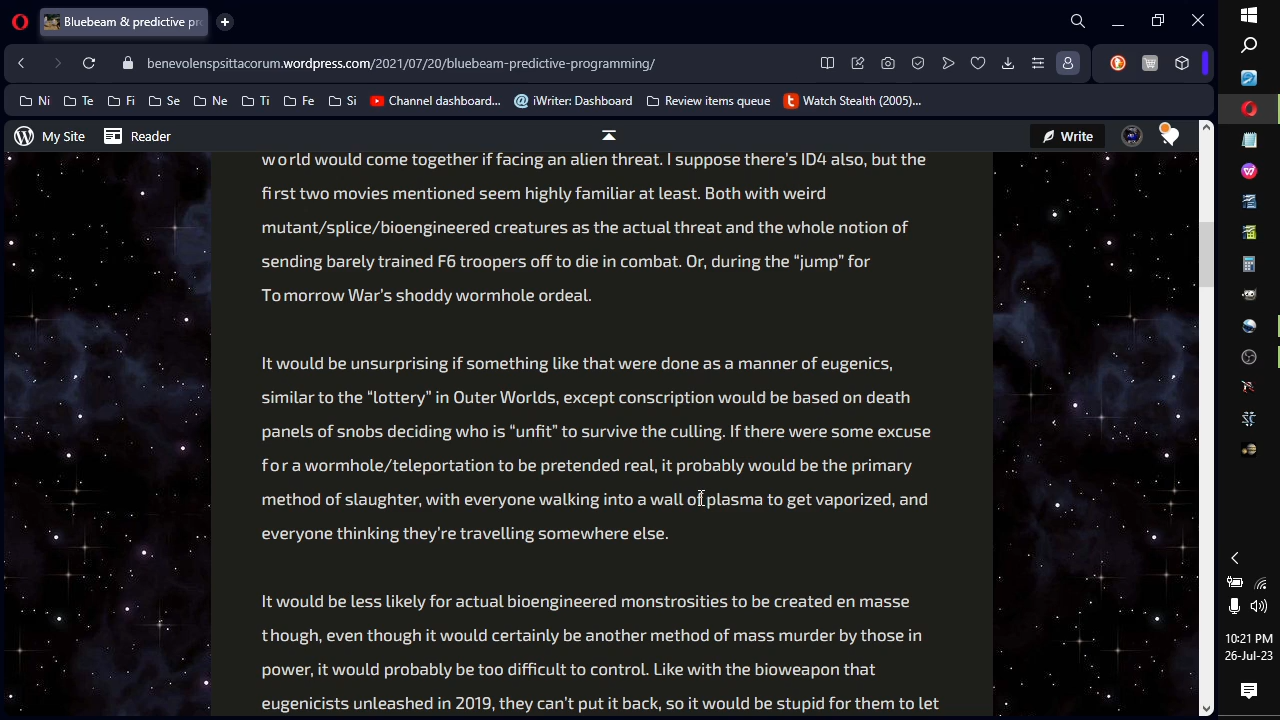 Bluebeam & predictive pr
benevolenspsittacorum.wordpress.com/2021/07/20/bluebeam-predictive-programming/
Ni Te Fi Se Ne Ti Fe Si Channel dashboard... iWriter: Dashboard Review items queue Watch Stealth (2005)...
My Site Reader Write
world would come together if facing an alien threat. I suppose there's ID4 also, but the
first two movies mentioned seem highly familiar at least. Both with weird
mutant/splice/bioengineered creatures as the actual threat and the whole notion of
sending barely trained F6 troopers off to die in combat. Or, during the “jump” for
Tomorrow War's shoddy wormhole ordeal.
It would be unsurprising if something like that were done as a manner of eugenics,
similar to the “lottery” in Outer Worlds, except conscription would be based on death
panels of snobs deciding who is “unfit” to survive the culling. If there were some excuse
for a wormhole/teleportation to be pretended real, it probably would be the primary
method of slaughter, with everyone walking into a wall of plasma to get vaporized, and
everyone thinking they're travelling somewhere else.
It would be less likely for actual bioengineered monstrosities to be created en masse
though, even though it would certainly be another method of mass murder by those in
power, it would probably be too difficult to control. Like with the bioweapon that
eugenicists unleashed in 2019, they can't put it back, so it would be stupid for them to let
10:21 PM
26-Jul-23